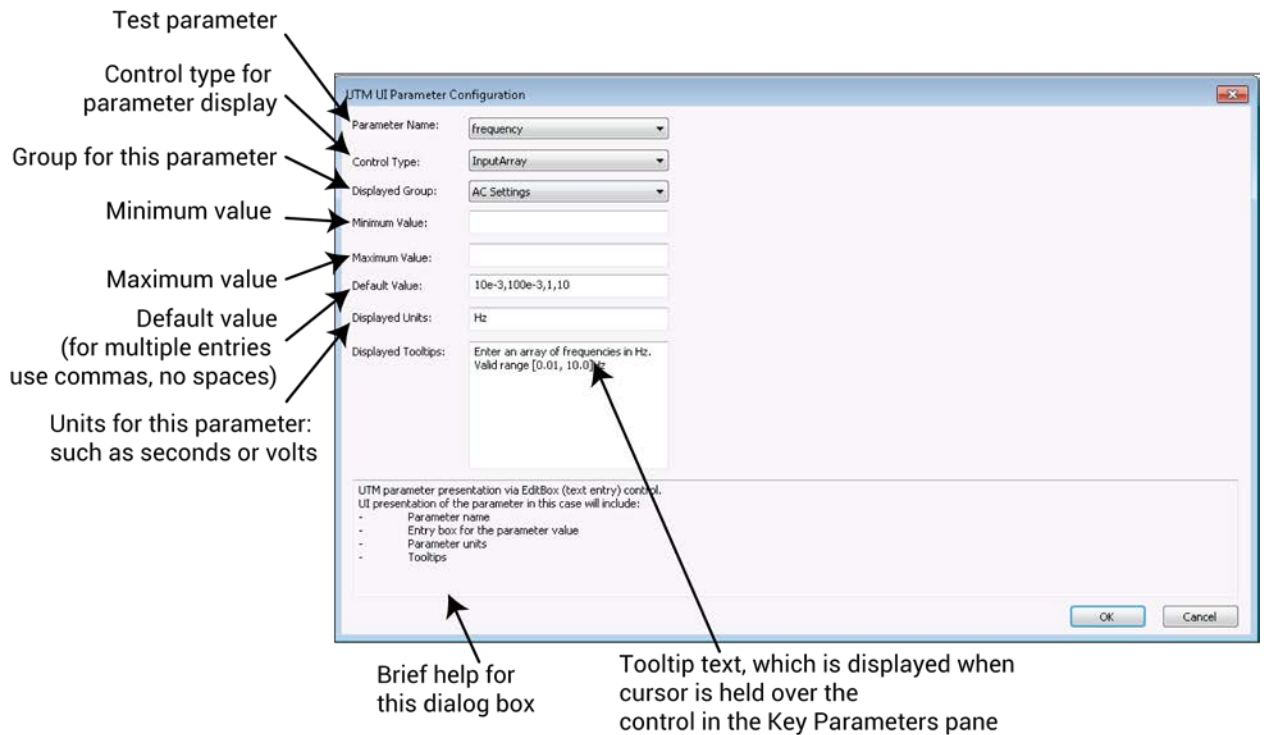 Test parameter
Control type for
parameter display
Group for this parameter
Minimum value
Maximum value
Default value
(for multiple entries
use commas, no spaces)
Units for this parameter:
such as seconds or volts
UTM UI Parameter Configuration
Parameter Name: frequency
Control Type: InputArray
Displayed Group: AC Settings
Minimum Value:
Maximum Value:
Default Value: 10e-3,100e-3,1,10
Displayed Units: Hz
Displayed Tooltips: Enter an array of frequencies in Hz.
Valid range [0.01, 10.0]Hz
UTM parameter presentation via EditBox (text entry) control.
UI presentation of the parameter in this case will include:
- Parameter name
- Entry box for the parameter value
- Parameter units
- Tooltips
OK Cancel
Brief help for
this dialog box
Tooltip text, which is displayed when
cursor is held over the
control in the Key Parameters pane